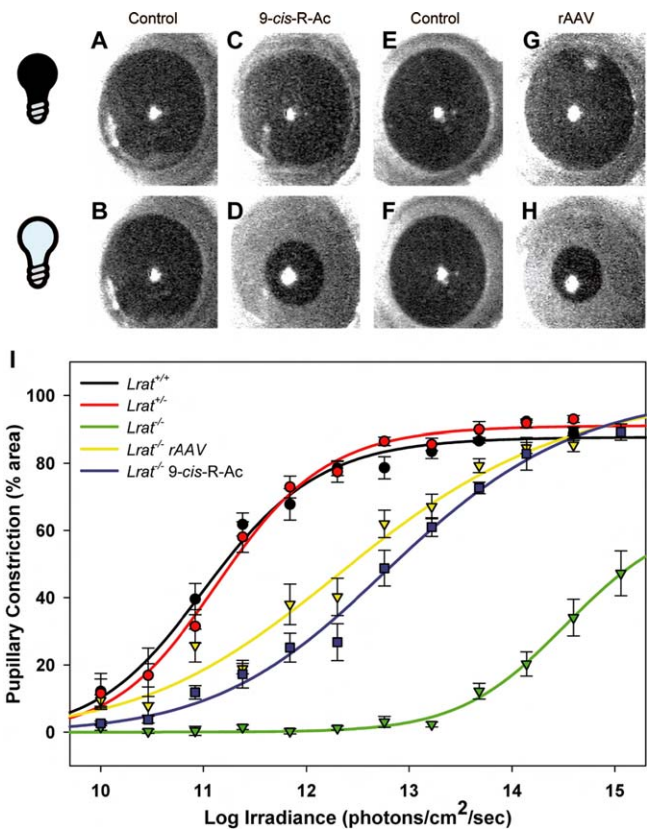 Control 9-cis-R-Ac Control rAAV
A C E G
B D F H
I
Lrat+/+
Lrat+/-
Lrat-/-
Lrat-/- rAAV
Lrat-/- 9-cis-R-Ac
Pupillary Constriction (% area)
100
80
60
40
20
0
10 11 12 13 14 15
Log Irradiance (photons/cm2/sec)